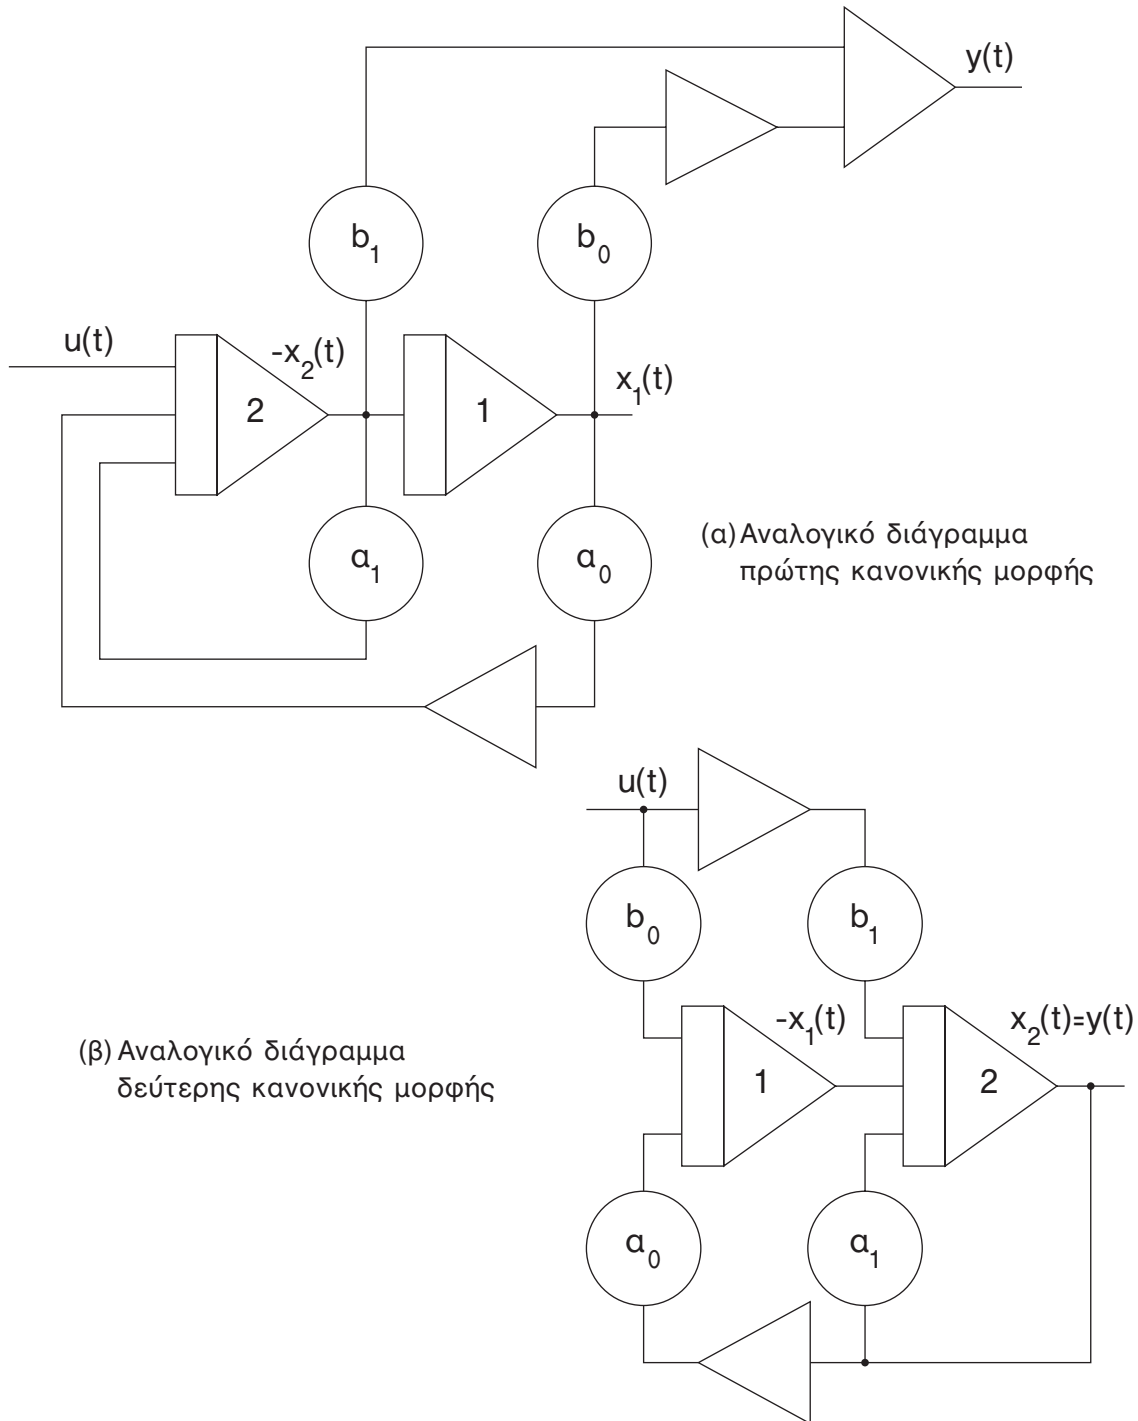 y(t)
b₁
b₀
u(t)
-x₂(t)
2
1
x₁(t)
(α) Αναλογικό διάγραμμα
πρώτης κανονικής μορφής
α₁
α₀
u(t)
b₀
b₁
-x₁(t)
x₂(t)=y(t)
(β) Αναλογικό διάγραμμα
δεύτερης κανονικής μορφής
1
2
α₀
α₁